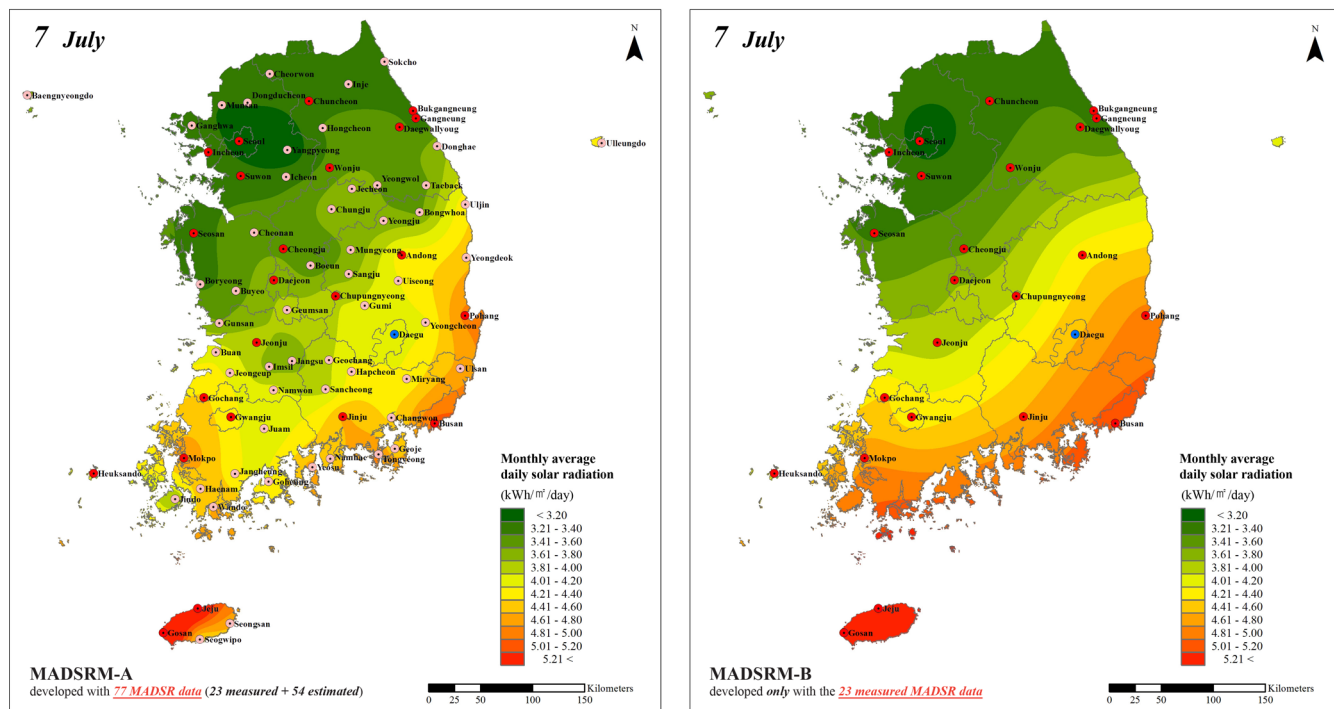 7 July
N
Sokcho
Cheorwon
Inje
Baengnyeongdo
Dongducheon
Munsan
Chuncheon
Bukgangneung
Gangneung
Ganghwa
Hongcheon
Daegwallyoug
Seoul
Ulleungdo
Yangpyeong
Donghae
Incheon
Wonju
Suwon
Icheon
Yeongwol
Taeback
Jecheon
Uljin
Chungju
Bongwhoa
Yeongju
Seosan
Cheonan
Cheongju
Mungyeong
Andong
Yeongdeok
Boeun
Sangju
Boryeong
Daejeon
Uiseong
Buyeo
Chupungnyeong
Gumi
Geumsan
Pohang
Gunsan
Yeongcheon
Daegu
Jeonju
Buan
Jangsu
Geochang
Imsil
Ulsan
Jeongeup
Hapcheon
Miryang
Namwon
Sancheong
Gochang
Gwangju
Jinju
Changwon
Busan
Juam
Geoje
Tongyeong
Mokpo
Namhae
Yeosu
Heuksando
Jangheung
Goheung
Haenam
Jindo
Wando
Jeju
Seongsan
Gosan
Seogwipo
Monthly average
daily solar radiation
(kWh/㎡/day)
< 3.20
3.21 - 3.40
3.41 - 3.60
3.61 - 3.80
3.81 - 4.00
4.01 - 4.20
4.21 - 4.40
4.41 - 4.60
4.61 - 4.80
4.81 - 5.00
5.01 - 5.20
5.21 <
MADSRM-A
developed with 77 MADSR data (23 measured + 54 estimated)
0 25 50 100 150 Kilometers
7 July
N
Chuncheon
Bukgangneung
Gangneung
Daegwallyoug
Seoul
Incheon
Wonju
Suwon
Seosan
Cheongju
Andong
Daejeon
Chupungnyeong
Pohang
Daegu
Jeonju
Gochang
Gwangju
Jinju
Busan
Mokpo
Heuksando
Jeju
Gosan
Monthly average
daily solar radiation
(kWh/㎡/day)
< 3.20
3.21 - 3.40
3.41 - 3.60
3.61 - 3.80
3.81 - 4.00
4.01 - 4.20
4.21 - 4.40
4.41 - 4.60
4.61 - 4.80
4.81 - 5.00
5.01 - 5.20
5.21 <
MADSRM-B
developed only with the 23 measured MADSR data
0 25 50 100 150 Kilometers